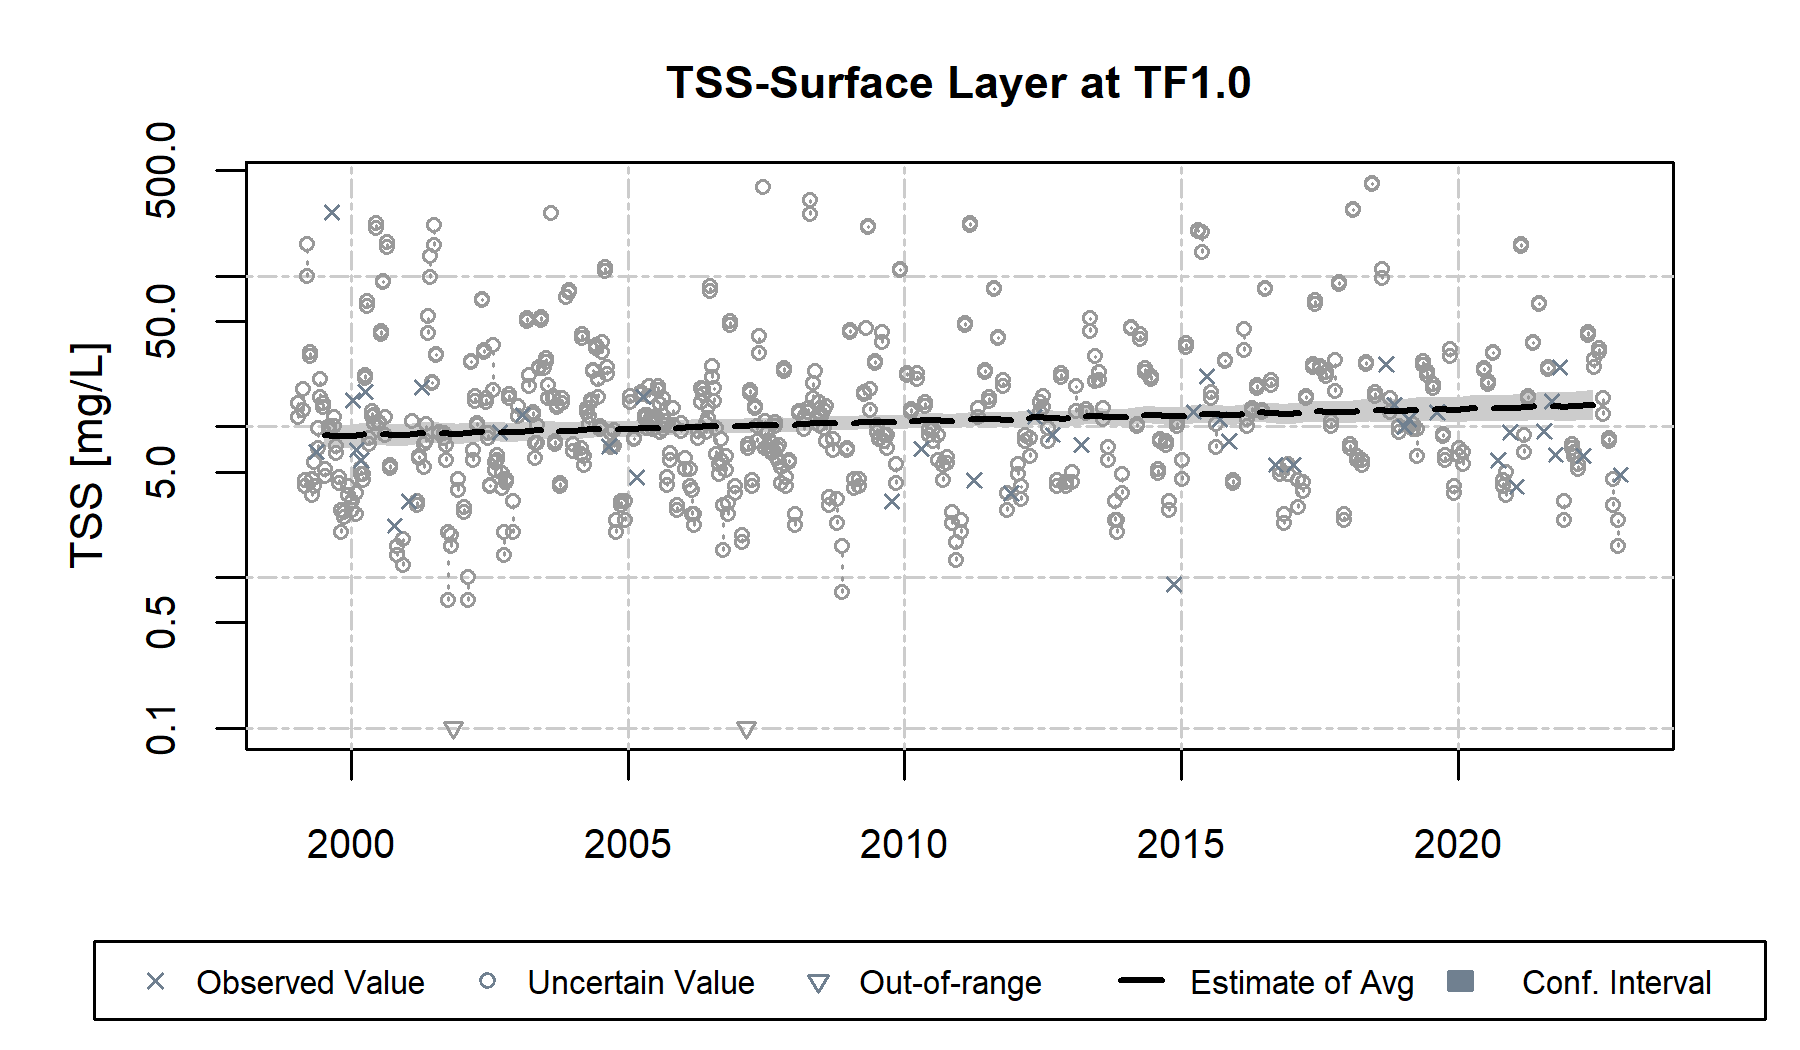 TSS-Surface Layer at TF1.0
TSS [mg/L]
500.0
50.0
5.0
0.5
0.1
2000 2005 2010 2015 2020
Observed Value Uncertain Value Out-of-range Estimate of Avg Conf. Interval